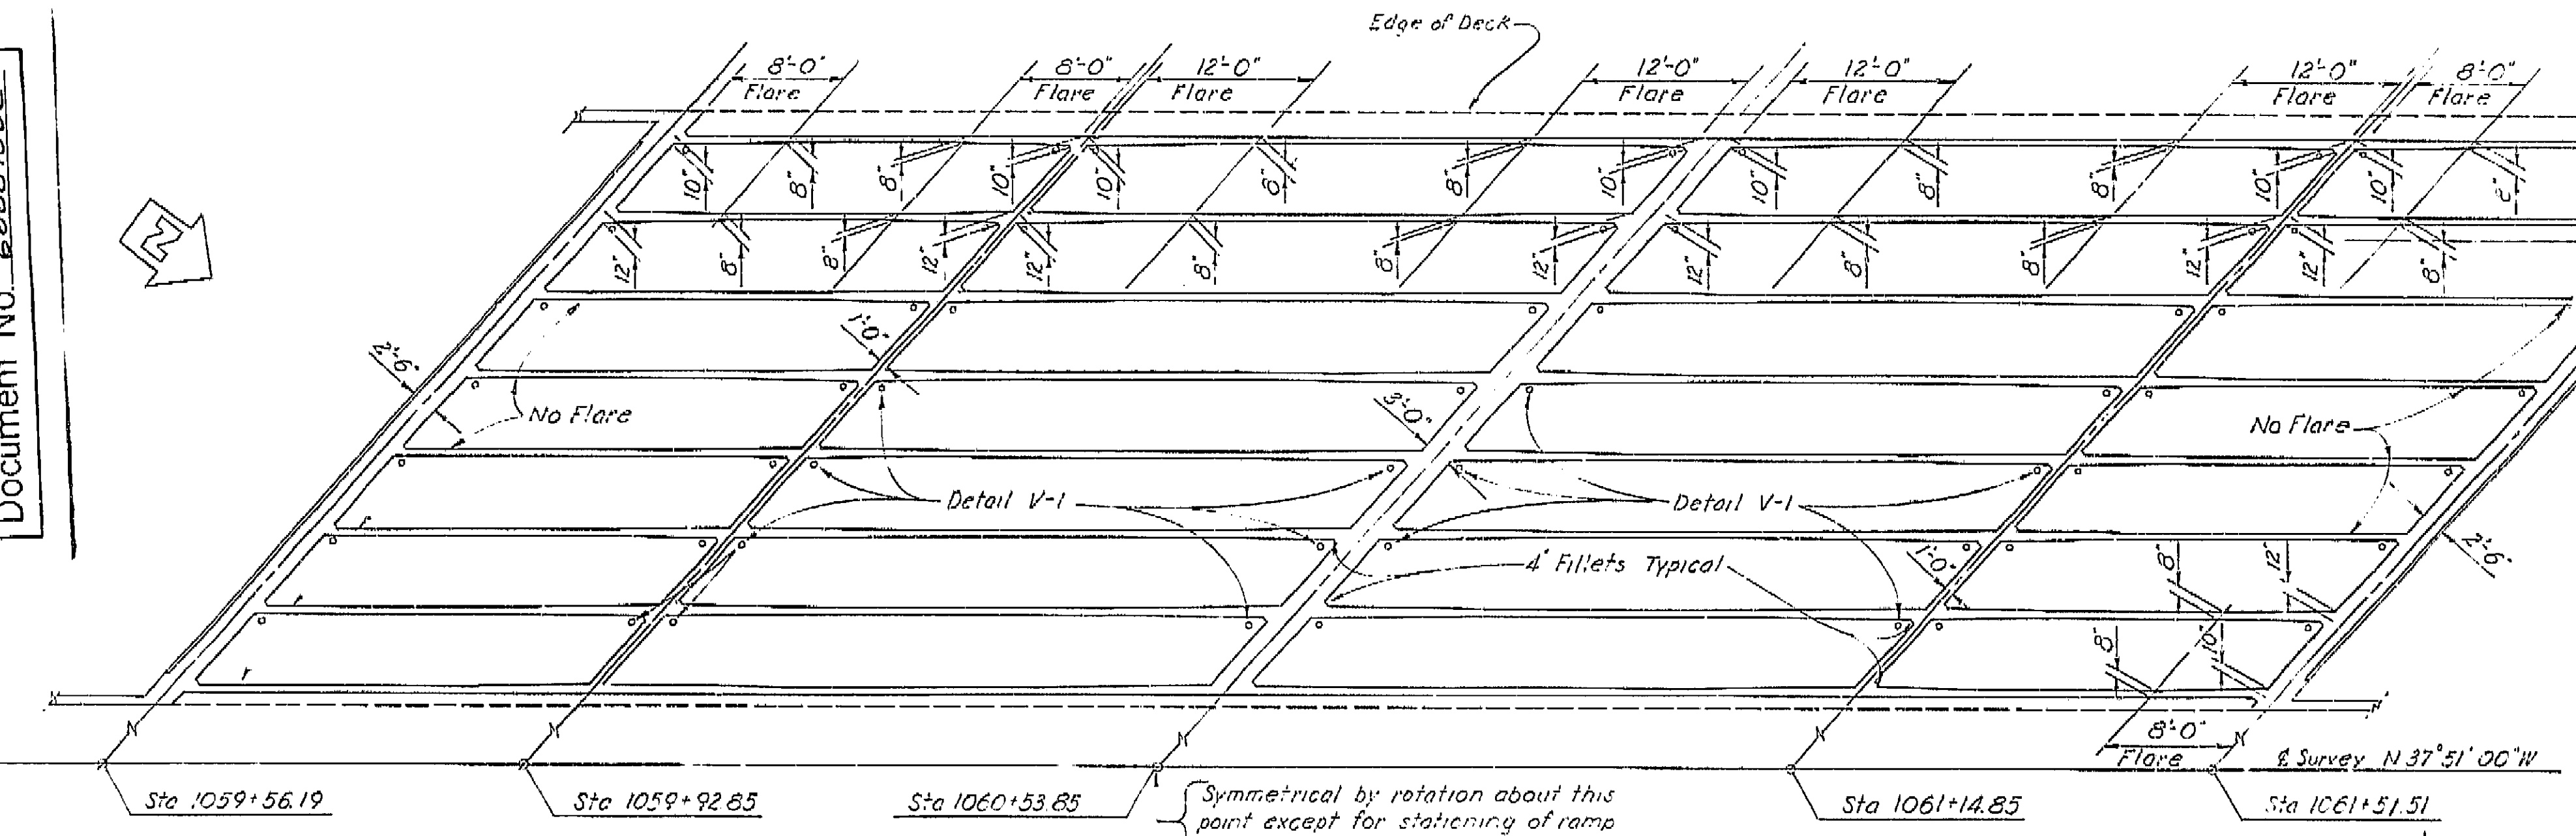 Document No.
Edge of Deck
8'-0"
Flare
8'-0"
Flare
12'-0"
Flare
12'-0"
Flare
12'-0"
Flare
12'-0"
Flare
8'-0"
Flare
10"
8"
8"
10"
10"
8"
8"
10"
10"
8"
8"
10"
10"
12"
8"
8"
12"
12"
8"
8"
12"
12"
8"
8"
12"
12"
8"
N
2'-6"
1'-0"
3'-0"
No Flare
No Flare
Detail V-1
Detail V-1
4" Fillets Typical
1'-0"
2'-6"
8"
12"
8"
10"
8'-0"
Flare
℄ Survey N 37°51'00"W
Sta 1059+56.19
Sta 1059+92.85
Sta 1060+53.85
Symmetrical by rotation about this
point except for stationing of ramp
Sta 1061+14.85
Sta 1061+51.51